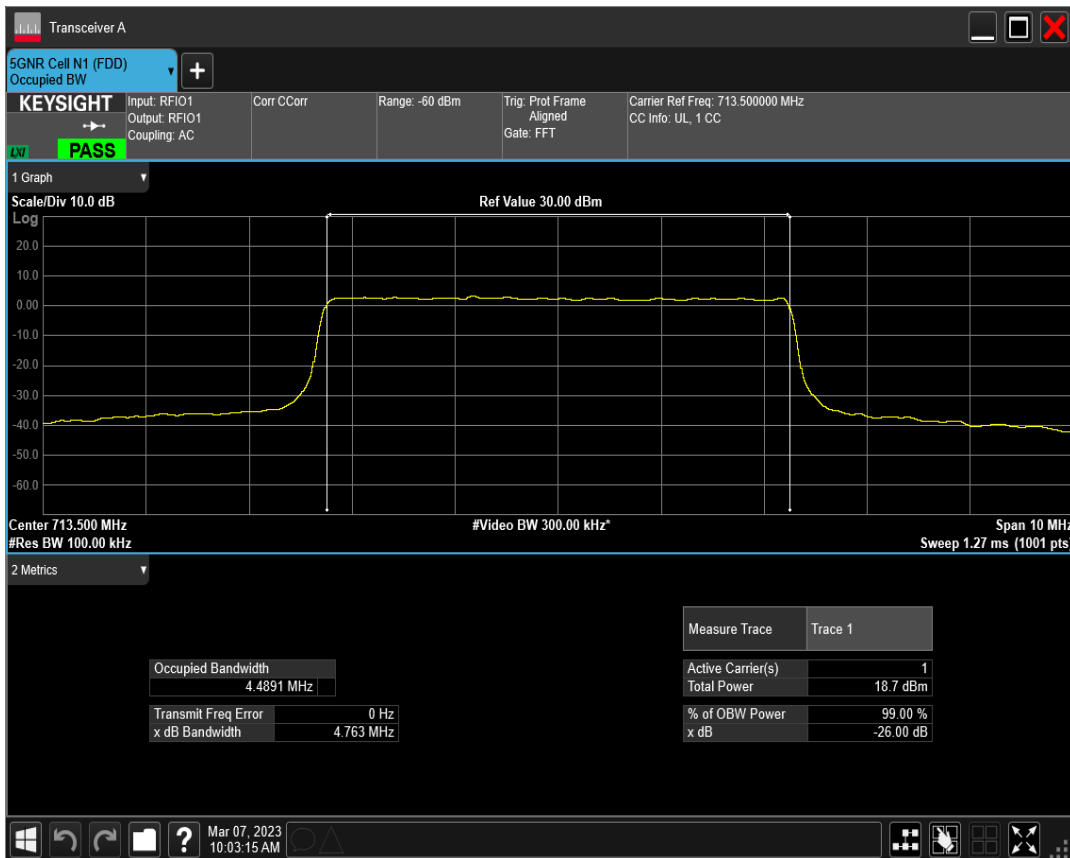 Transceiver A
5GNR Cell N1 (FDD)
Occupied BW
KEYSIGHT
LXI
PASS
Input: RFIO1
Output: RFIO1
Coupling: AC
Corr CCorr
Range: -60 dBm
Trig: Prot Frame
Aligned
Gate: FFT
Carrier Ref Freq: 713.500000 MHz
CC Info: UL, 1 CC
1 Graph
Scale/Div 10.0 dB
Ref Value 30.00 dBm
Log
20.0
10.0
0.00
-10.0
-20.0
-30.0
-40.0
-50.0
-60.0
Center 713.500 MHz
#Video BW 300.00 kHz*
Span 10 MHz
#Res BW 100.00 kHz
Sweep 1.27 ms (1001 pts)
2 Metrics
Measure Trace Trace 1
Occupied Bandwidth
4.4891 MHz
Active Carrier(s) 1
Total Power 18.7 dBm
Transmit Freq Error 0 Hz
x dB Bandwidth 4.763 MHz
% of OBW Power 99.00 %
x dB -26.00 dB
?
Mar 07, 2023
10:03:15 AM